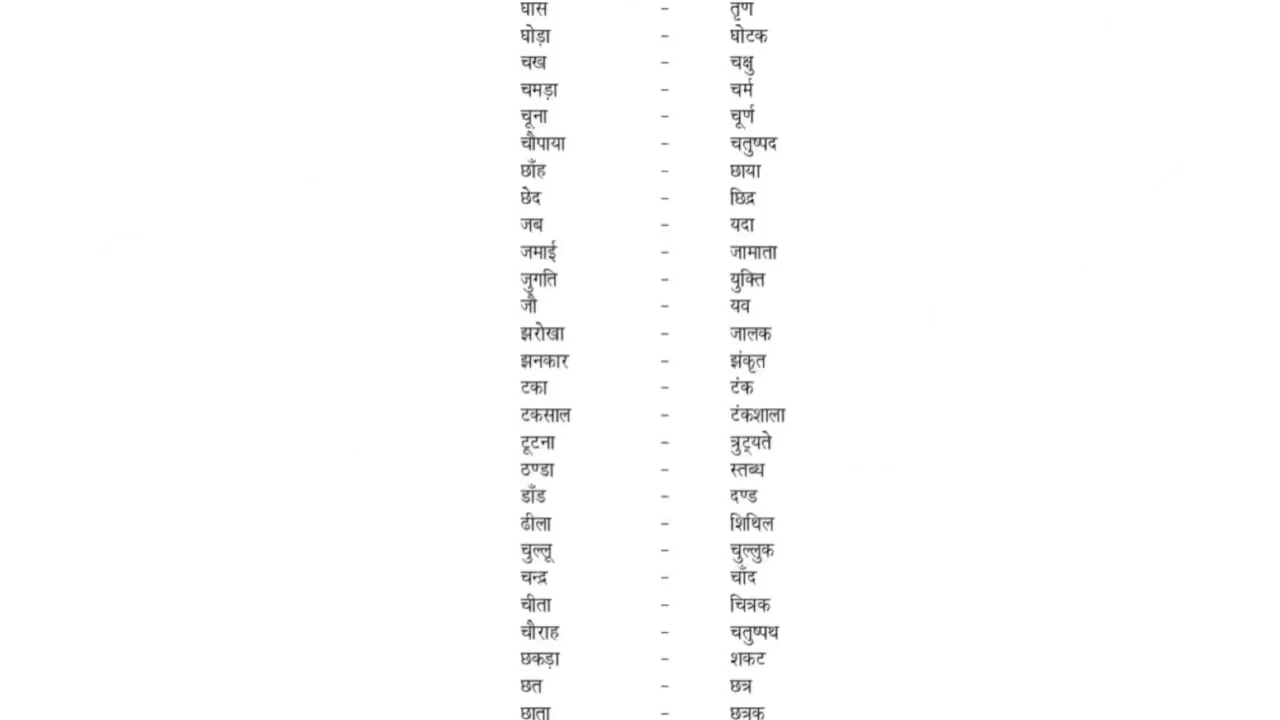 घास - तृण
घोड़ा - घोटक
चख - चक्षु
चमड़ा - चर्म
चूना - चूर्ण
चौपाया - चतुष्पद
छाँह - छाया
छेद - छिद्र
जब - यदा
जमाई - जामाता
जुगति - युक्ति
जौ - यव
झरोखा - जालक
झनकार - झंकृत
टका - टंक
टकसाल - टंकशाला
टूटना - त्रुट्यते
ठण्डा - स्तब्ध
डाँड - दण्ड
ढीला - शिथिल
चुल्लू - चुल्लुक
चन्द्र - चाँद
चीता - चित्रक
चौराह - चतुष्पथ
छकड़ा - शकट
छत - छत्र
छाता - छत्रक